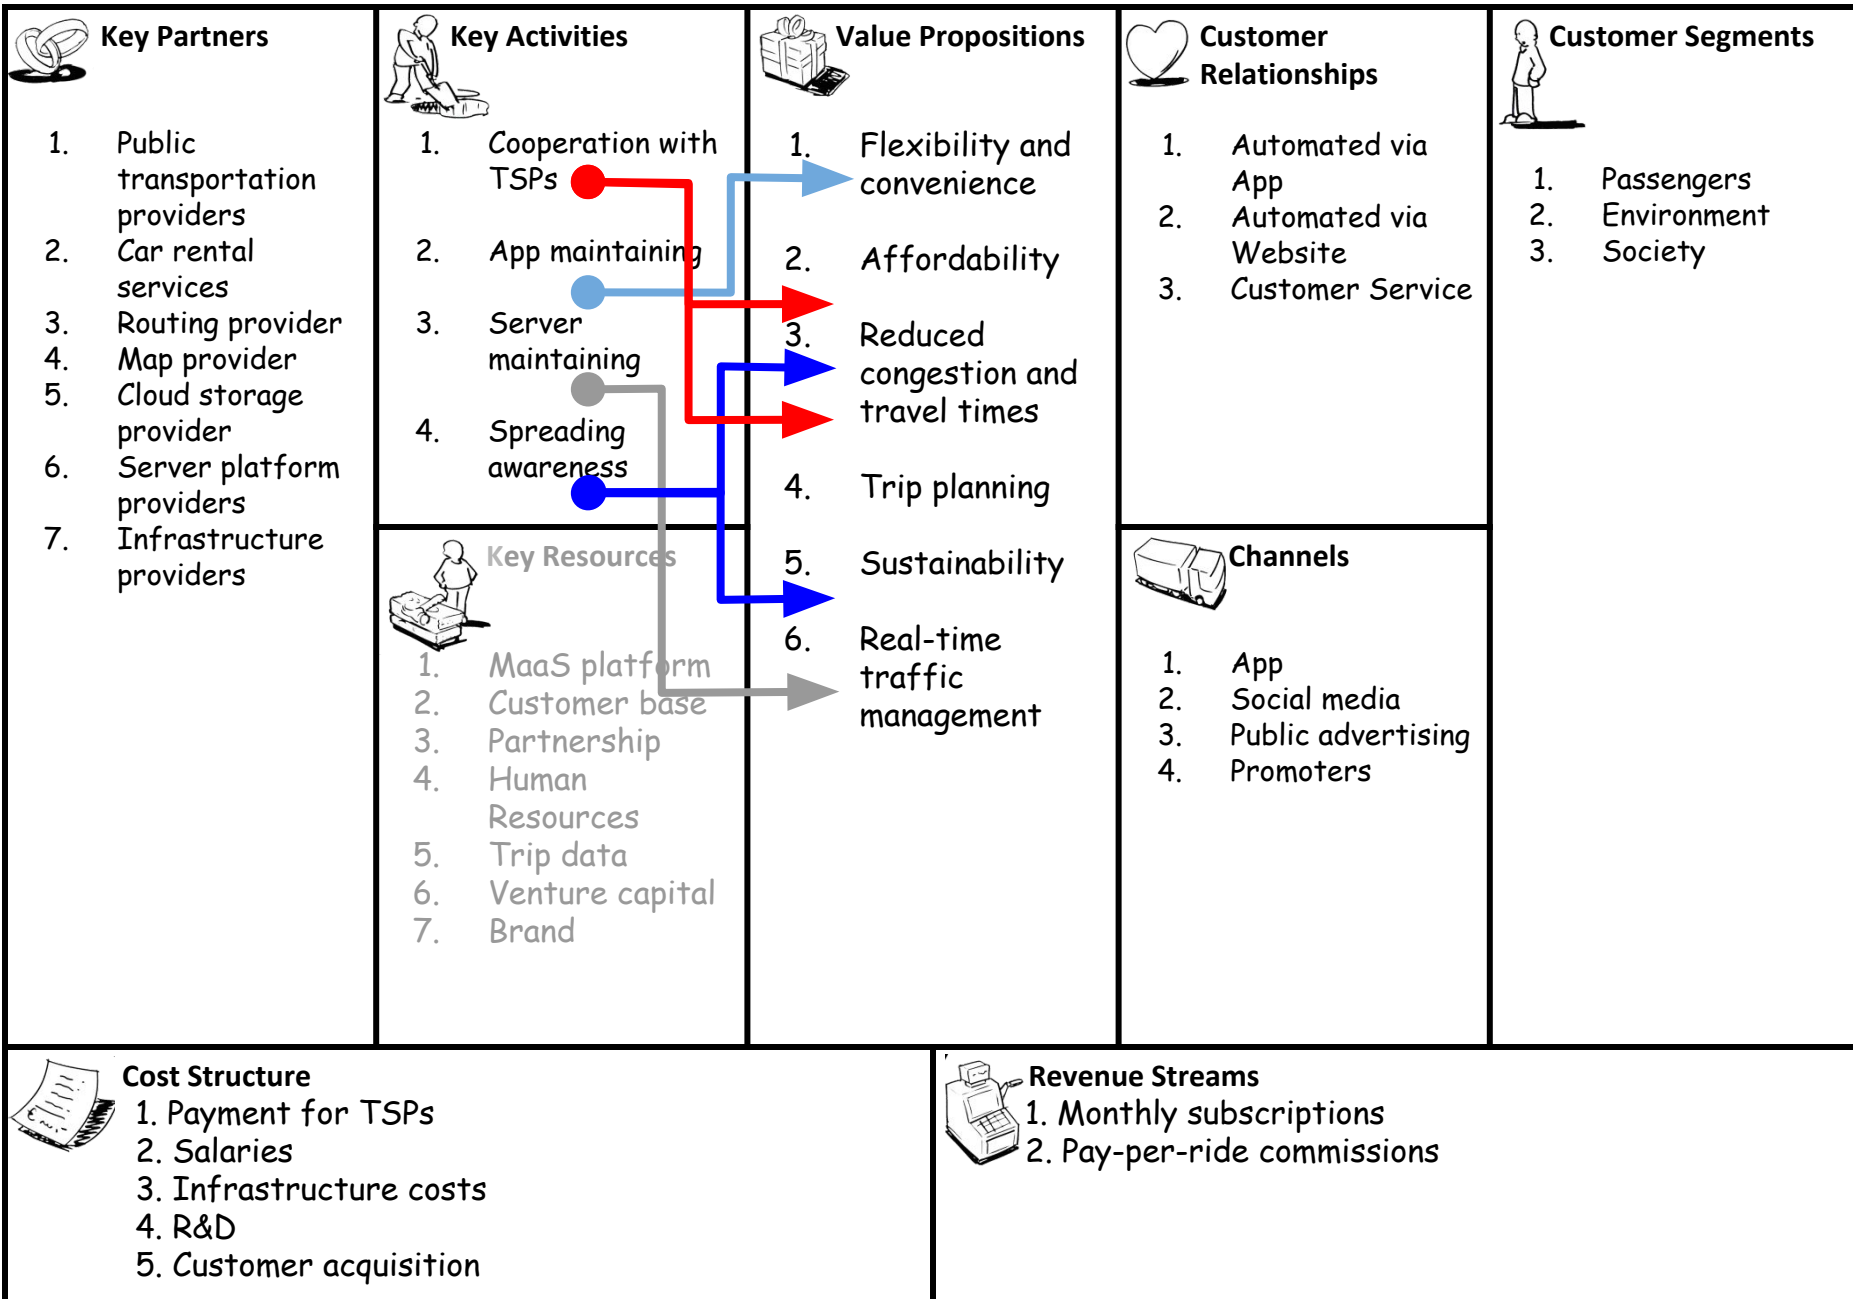 Key Partners
1. Public
transportation
providers
2. Car rental
services
3. Routing provider
4. Map provider
5. Cloud storage
provider
6. Server platform
providers
7. Infrastructure
providers
Key Activities
1. Cooperation with
TSPs
2. App maintaining
3. Server
maintaining
4. Spreading
awareness
Key Resources
1. MaaS platform
2. Customer base
3. Partnership
4. Human
Resources
5. Trip data
6. Venture capital
7. Brand
Value Propositions
1. Flexibility and
convenience
2. Affordability
3. Reduced
congestion and
travel times
4. Trip planning
5. Sustainability
6. Real-time
traffic
management
Customer
Relationships
1. Automated via
App
2. Automated via
Website
3. Customer Service
Channels
1. App
2. Social media
3. Public advertising
4. Promoters
Customer Segments
1. Passengers
2. Environment
3. Society
Cost Structure
1. Payment for TSPs
2. Salaries
3. Infrastructure costs
4. R&D
5. Customer acquisition
Revenue Streams
1. Monthly subscriptions
2. Pay-per-ride commissions